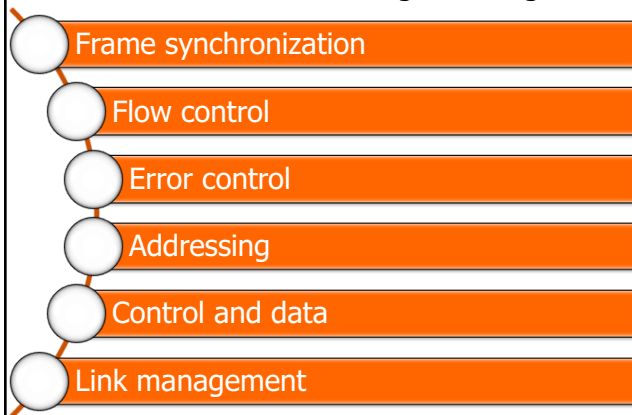 Frame synchronization
Flow control
Error control
Addressing
Control and data
Link management